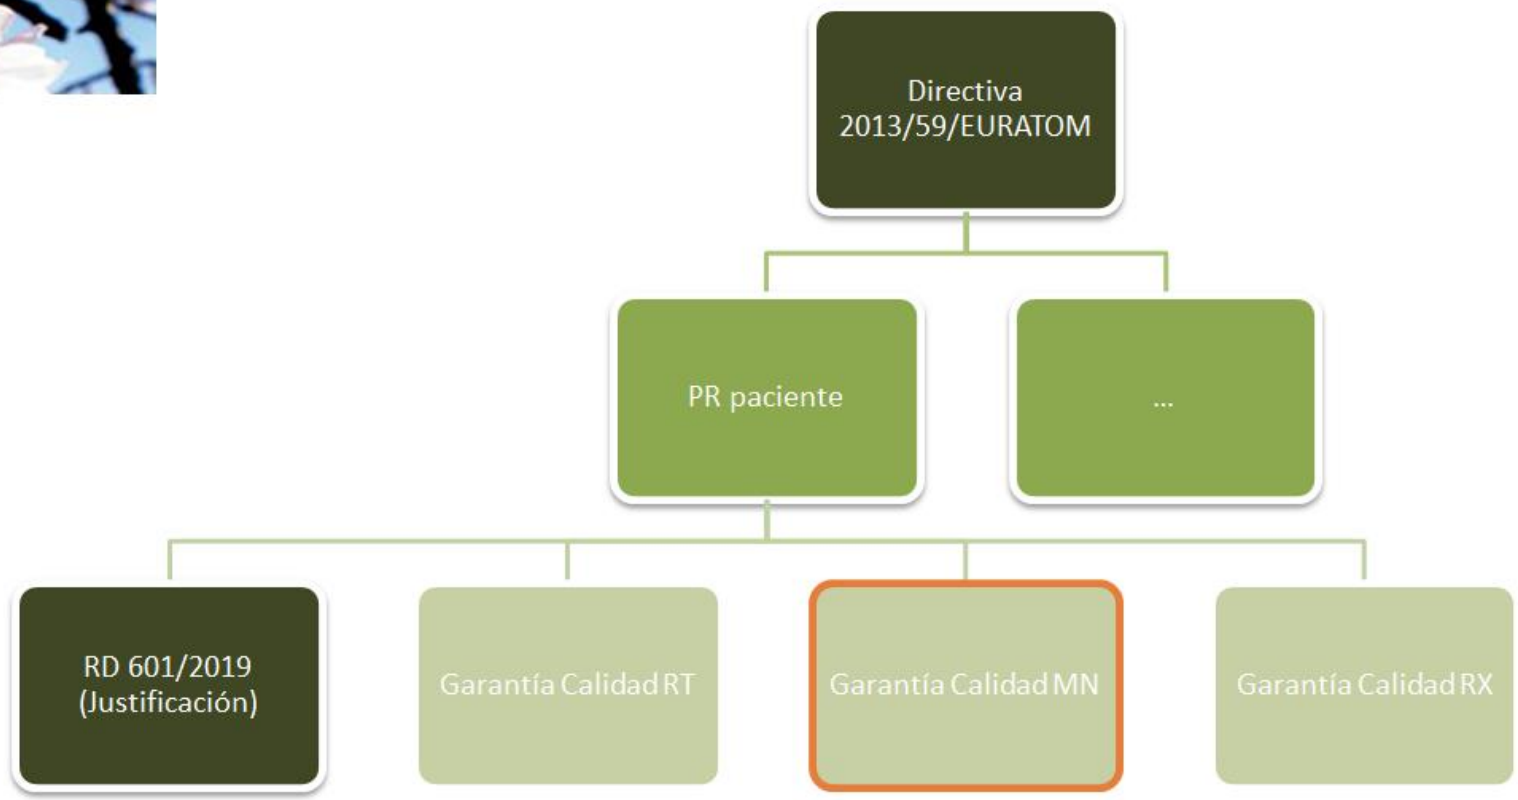 Directiva
2013/59/EURATOM
PR paciente
...
RD 601/2019
(Justificación)
Garantía Calidad RT
Garantía Calidad MN
Garantía Calidad RX